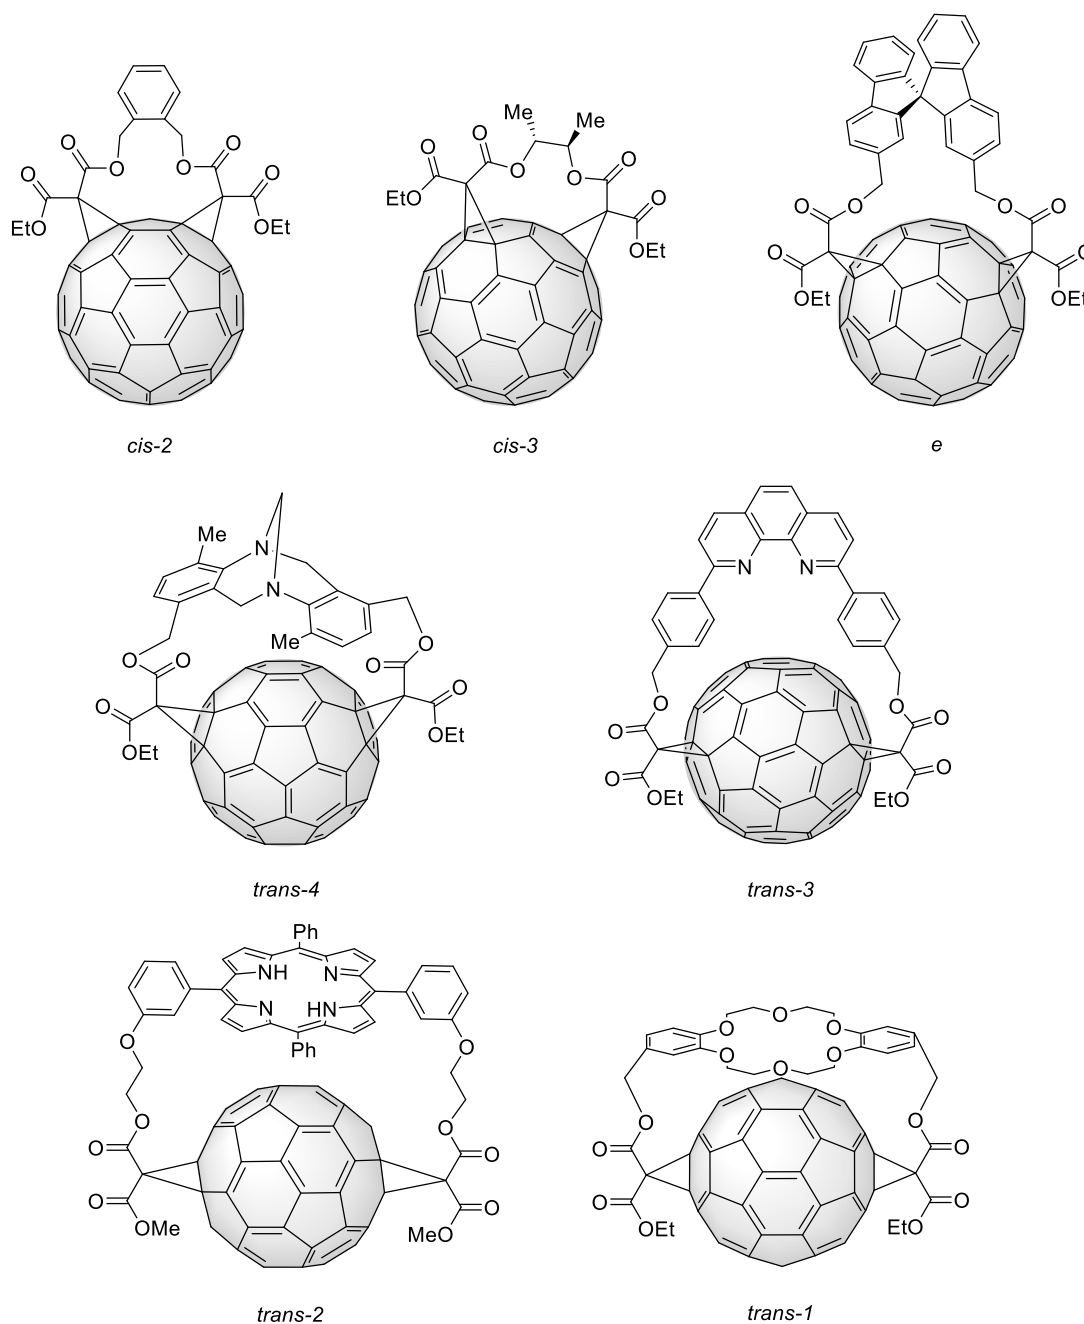 O O O O
O O
EtO OEt
cis-2
Me
Me
O O
O O O
EtO O
OEt
cis-3
O O O O
O O
OEt OEt
e
Me
N
N
Me
O O
O O
O O
OEt OEt
trans-4
N N
O O
O O
O O
OEt EtO
trans-3
Ph
NH N
N HN
Ph
O O
O O
O O
O O
OMe MeO
trans-2
O O O
O O O
O O
O O
O O
OEt EtO
trans-1